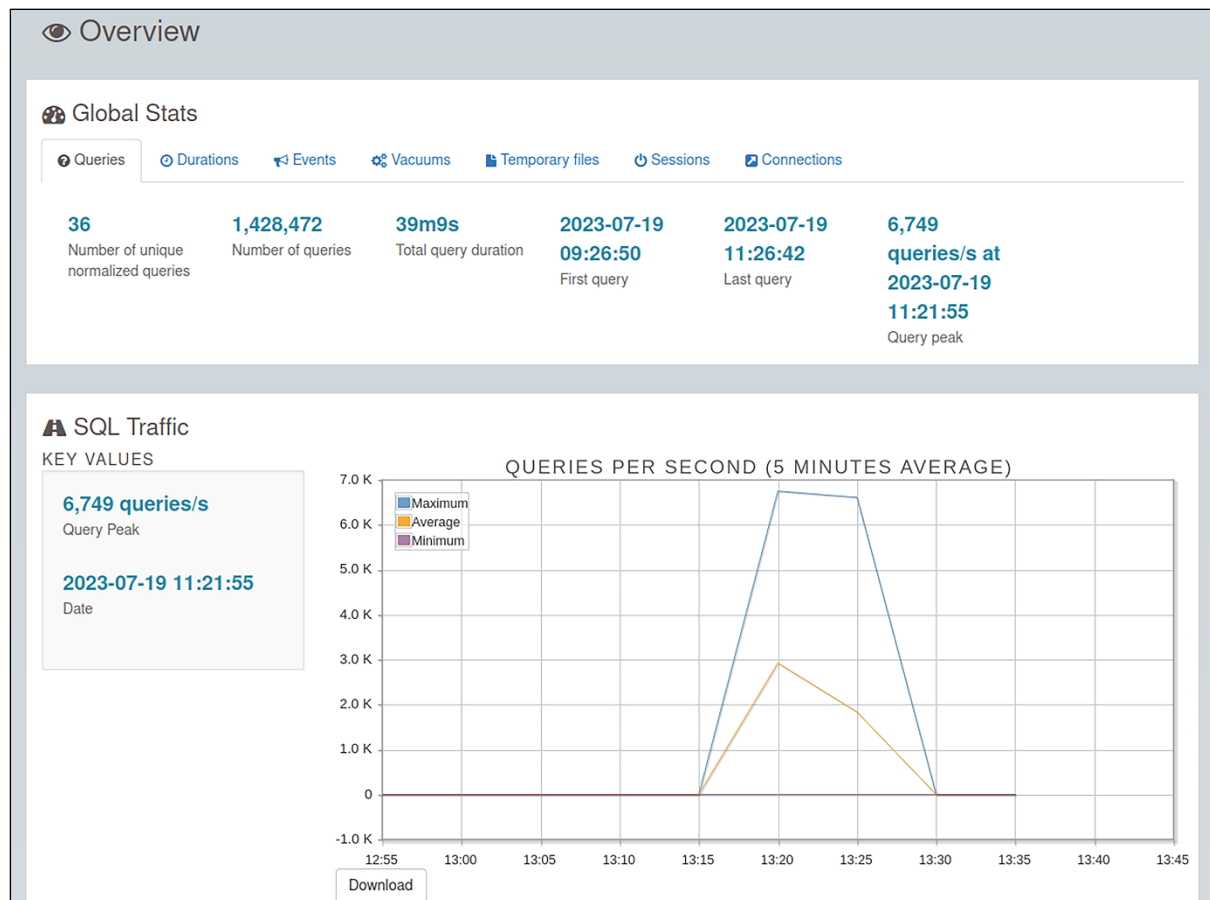 Overview
Global Stats
Queries Durations Events Vacuums Temporary files Sessions Connections
36
Number of unique
normalized queries
1,428,472
Number of queries
39m9s
Total query duration
2023-07-19
09:26:50
First query
2023-07-19
11:26:42
Last query
6,749
queries/s at
2023-07-19
11:21:55
Query peak
SQL Traffic
KEY VALUES
6,749 queries/s
Query Peak
2023-07-19 11:21:55
Date
QUERIES PER SECOND (5 MINUTES AVERAGE)
Maximum
Average
Minimum
7.0 K
6.0 K
5.0 K
4.0 K
3.0 K
2.0 K
1.0 K
0
-1.0 K
12:55 13:00 13:05 13:10 13:15 13:20 13:25 13:30 13:35 13:40 13:45
Download